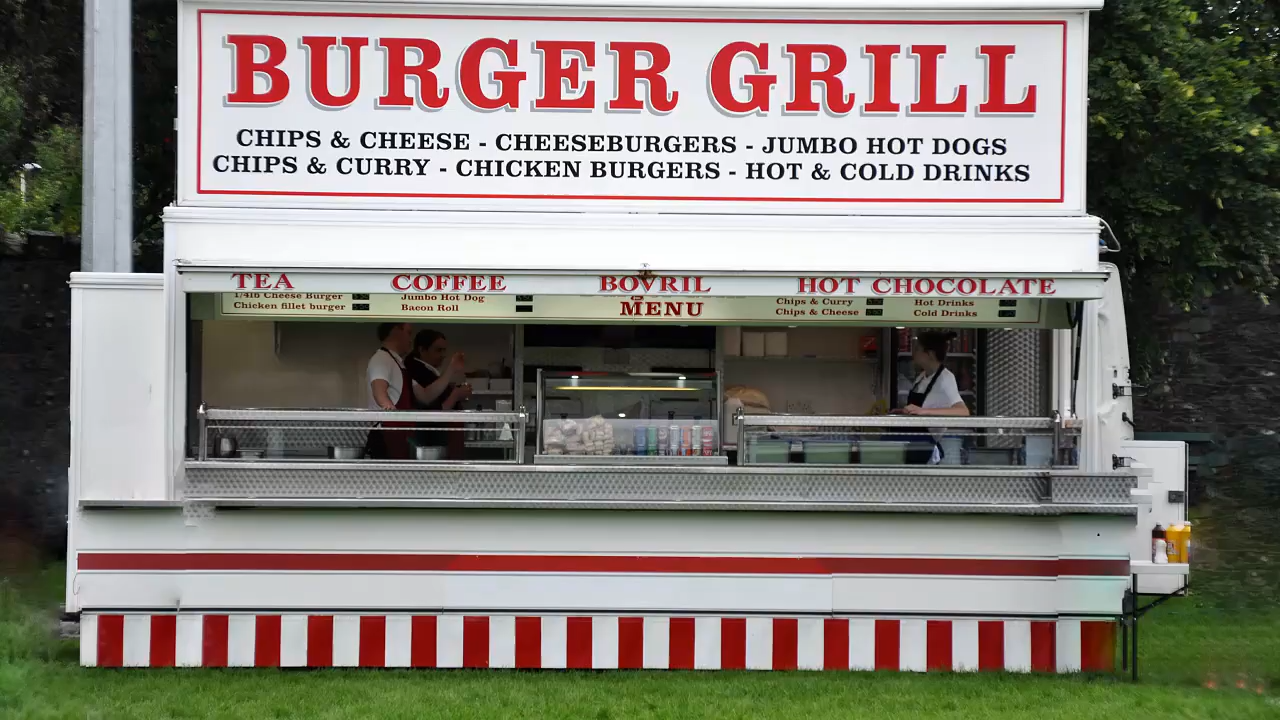 BURGER GRILL
CHIPS & CHEESE - CHEESEBURGERS - JUMBO HOT DOGS
CHIPS & CURRY - CHICKEN BURGERS - HOT & COLD DRINKS
TEA COFFEE BOVRIL HOT CHOCOLATE
1/4lb Cheese Burger Jumbo Hot Dog Chips & Curry Hot Drinks
Chicken fillet burger Bacon Roll MENU Chips & Cheese Cold Drinks